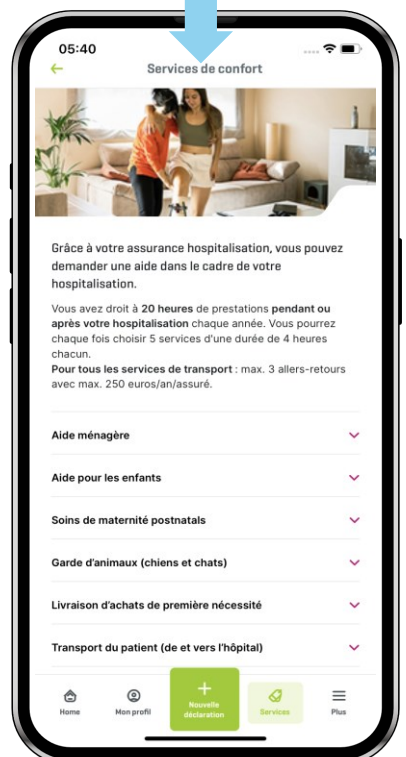 05:40
Services de confort
Grâce à votre assurance hospitalisation, vous pouvez
demander une aide dans le cadre de votre
hospitalisation.
Vous avez droit à 20 heures de prestations pendant ou
après votre hospitalisation chaque année. Vous pourrez
chaque fois choisir 5 services d'une durée de 4 heures
chacun.
Pour tous les services de transport : max. 3 allers-retours
avec max. 250 euros/an/assuré.
Aide ménagère
Aide pour les enfants
Soins de maternité postnatals
Garde d'animaux (chiens et chats)
Livraison d'achats de première nécessité
Transport du patient (de et vers l'hôpital)
Home
Mon profil
Nouvelle
déclaration
Services
Plus